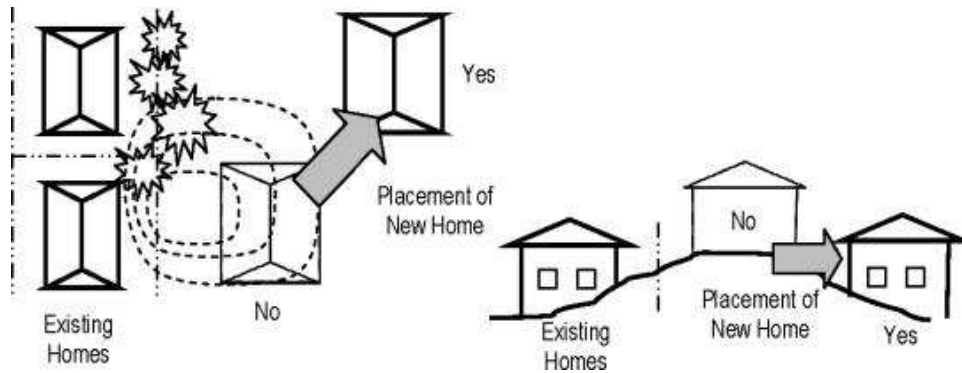 Yes
Placement of
New Home
No
Existing
Homes
No
Existing
Homes
Placement of
New Home
Yes